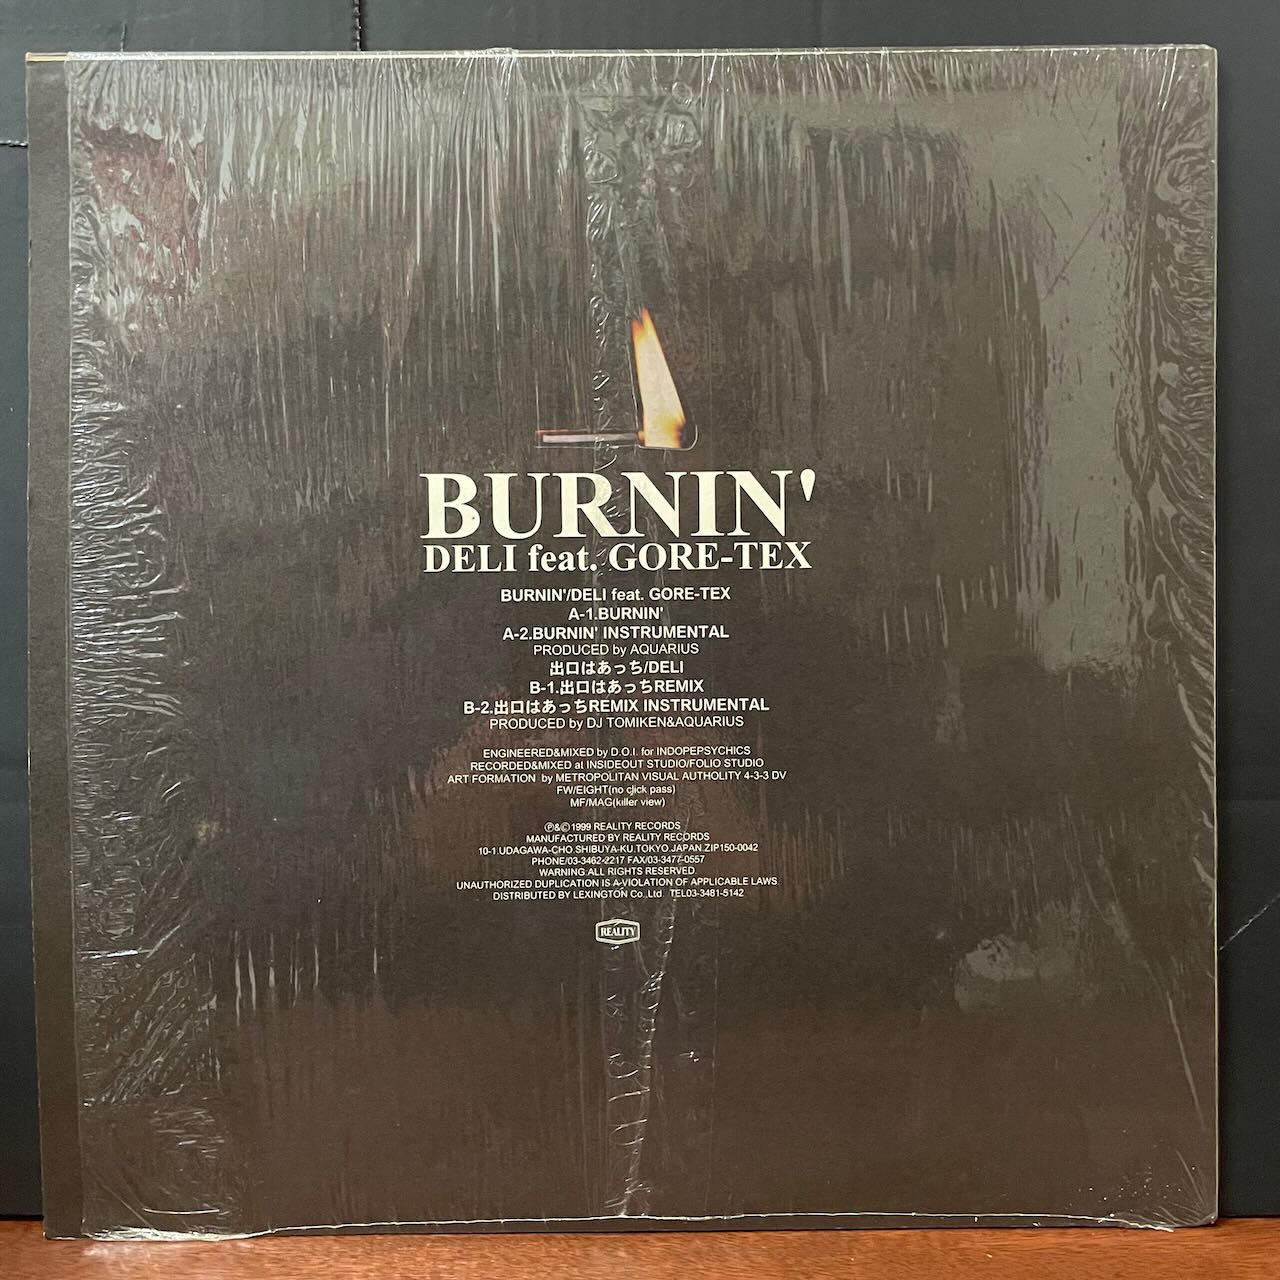 BURNIN'
DELI feat. GORE-TEX
BURNIN'/DELI feat. GORE-TEX
A-1.BURNIN'
A-2.BURNIN' INSTRUMENTAL
PRODUCED by AQUARIUS
出口はあっち/DELI
B-1.出口はあっちREMIX
B-2.出口はあっちREMIX INSTRUMENTAL
PRODUCED by DJ TOMIKEN&AQUARIUS
ENGINEERED&MIXED by D.O.I. for INDOPEPSYCHICS
RECORDED&MIXED at INSIDEOUT STUDIO/FOLIO STUDIO
ART FORMATION by METROPOLITAN VISUAL AUTHOLITY 4-3-3 DV
FW/EIGHT(no click pass)
MF/MAG(killer view)
℗&©1999 REALITY RECORDS
MANUFACTURED BY REALITY RECORDS
10-1.UDAGAWA-CHO.SHIBUYA-KU.TOKYO.JAPAN.ZIP150-0042
PHONE/03-3462-2217 FAX/03-3477-0557
WARNING:ALL RIGHTS RESERVED.
UNAUTHORIZED DUPLICATION IS A VIOLATION OF APPLICABLE LAWS.
DISTRIBUTED BY LEXINGTON Co.,Ltd. TEL03-3481-5142
REALITY